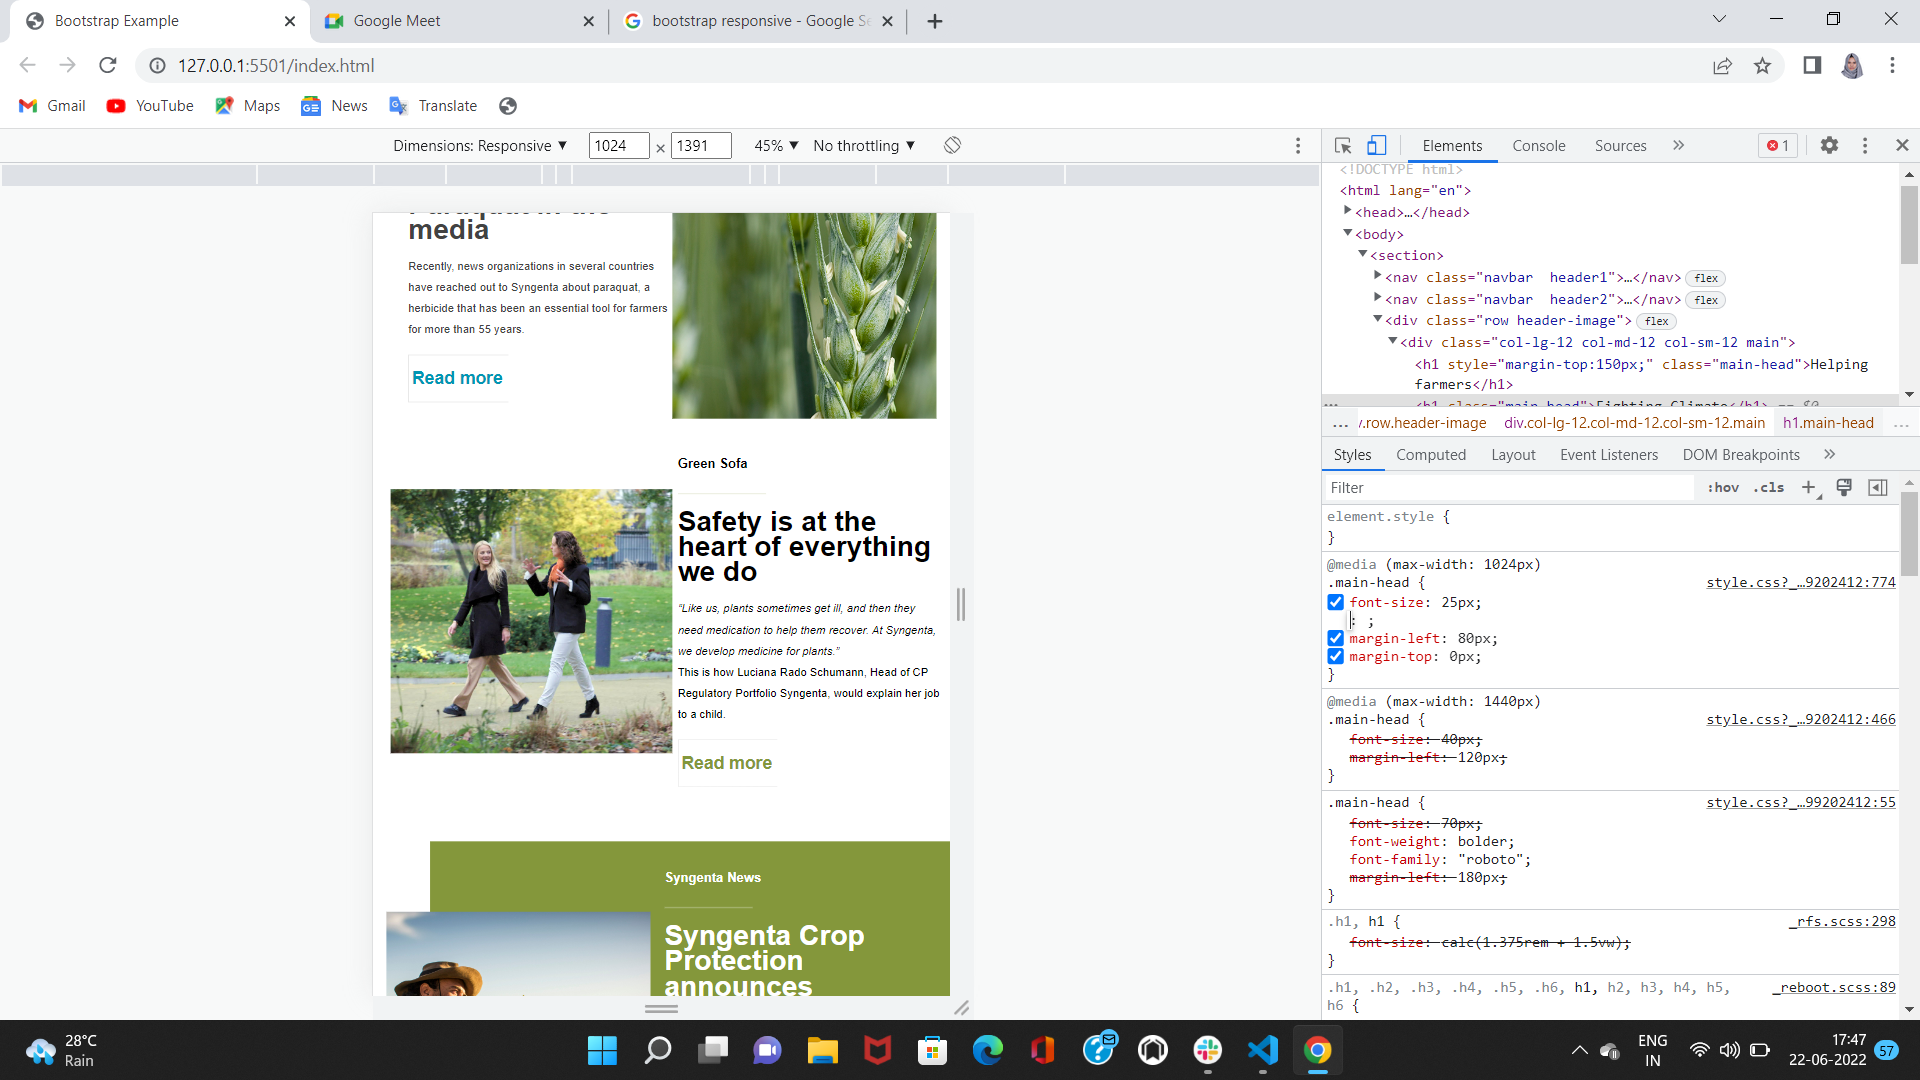 Bootstrap Example
Google Meet
bootstrap responsive - Google Se
127.0.0.1:5501/index.html
Gmail
YouTube
Maps
News
Translate
Dimensions: Responsive ▼
1024
×
1391
45% ▼
No throttling ▼
Elements
Console
Sources
»
1
media
Recently, news organizations in several countries
have reached out to Syngenta about paraquat, a
herbicide that has been an essential tool for farmers
for more than 55 years.
Read more
Green Sofa
Safety is at the
heart of everything
we do
“Like us, plants sometimes get ill, and then they
need medication to help them recover. At Syngenta,
we develop medicine for plants.”
This is how Luciana Rado Schumann, Head of CP
Regulatory Portfolio Syngenta, would explain her job
to a child.
Read more
Syngenta News
Syngenta Crop
Protection
announces
<!DOCTYPE html>
<html lang="en">
<head>…</head>
<body>
<section>
<nav class="navbar  header1">…</nav> flex
<nav class="navbar  header2">…</nav> flex
<div class="row header-image"> flex
<div class="col-lg-12 col-md-12 col-sm-12 main">
<h1 style="margin-top:150px;" class="main-head">Helping
farmers</h1>
<h1 class="main-head">Fighting Climate</h1> == $0
… v.row.header-image div.col-lg-12.col-md-12.col-sm-12.main h1.main-head …
Styles
Computed
Layout
Event Listeners
DOM Breakpoints
»
Filter
:hov
.cls
element.style {
}
@media (max-width: 1024px)
.main-head {
style.css?_…9202412:774
font-size: 25px;
: ;
margin-left: 80px;
margin-top: 0px;
}
@media (max-width: 1440px)
.main-head {
style.css?_…9202412:466
font-size: 40px;
margin-left: 120px;
}
.main-head {
style.css?_…99202412:55
font-size: 70px;
font-weight: bolder;
font-family: "roboto";
margin-left: 180px;
}
.h1, h1 {
_rfs.scss:298
font-size: calc(1.375rem + 1.5vw);
}
.h1, .h2, .h3, .h4, .h5, .h6, h1, h2, h3, h4, h5,
_reboot.scss:89
h6 {
28°C
Rain
ENG
IN
17:47
22-06-2022
57